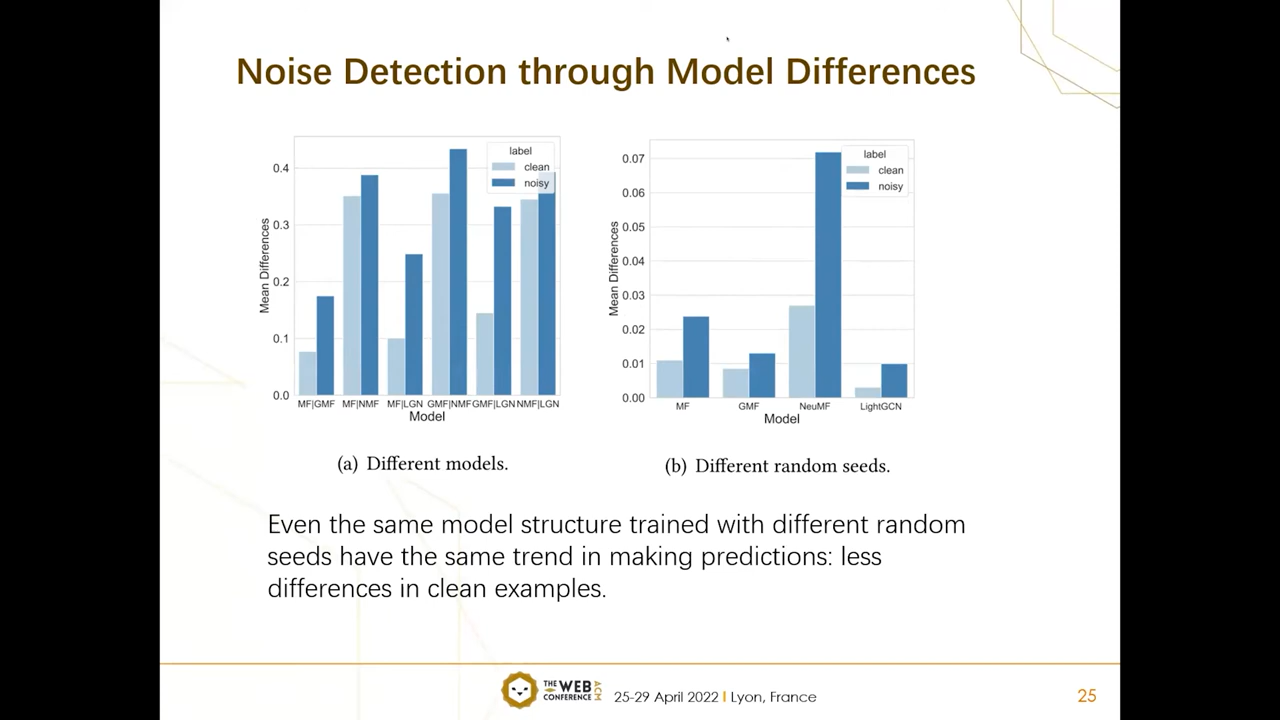 Noise Detection through Model Differences
label
clean
noisy
0.4
0.3
0.2
0.1
0.0
Mean Differences
MF|GMF MF|NMF MF|LGN GMF|NMF GMF|LGN NMF|LGN
Model
(a) Different models.
label
clean
noisy
0.07
0.06
0.05
0.04
0.03
0.02
0.01
0.00
Mean Differences
MF GMF NeuMF LightGCN
Model
(b) Different random seeds.
Even the same model structure trained with different random
seeds have the same trend in making predictions: less
differences in clean examples.
THE WEB CONFERENCE ACM
25-29 April 2022 | Lyon, France
25